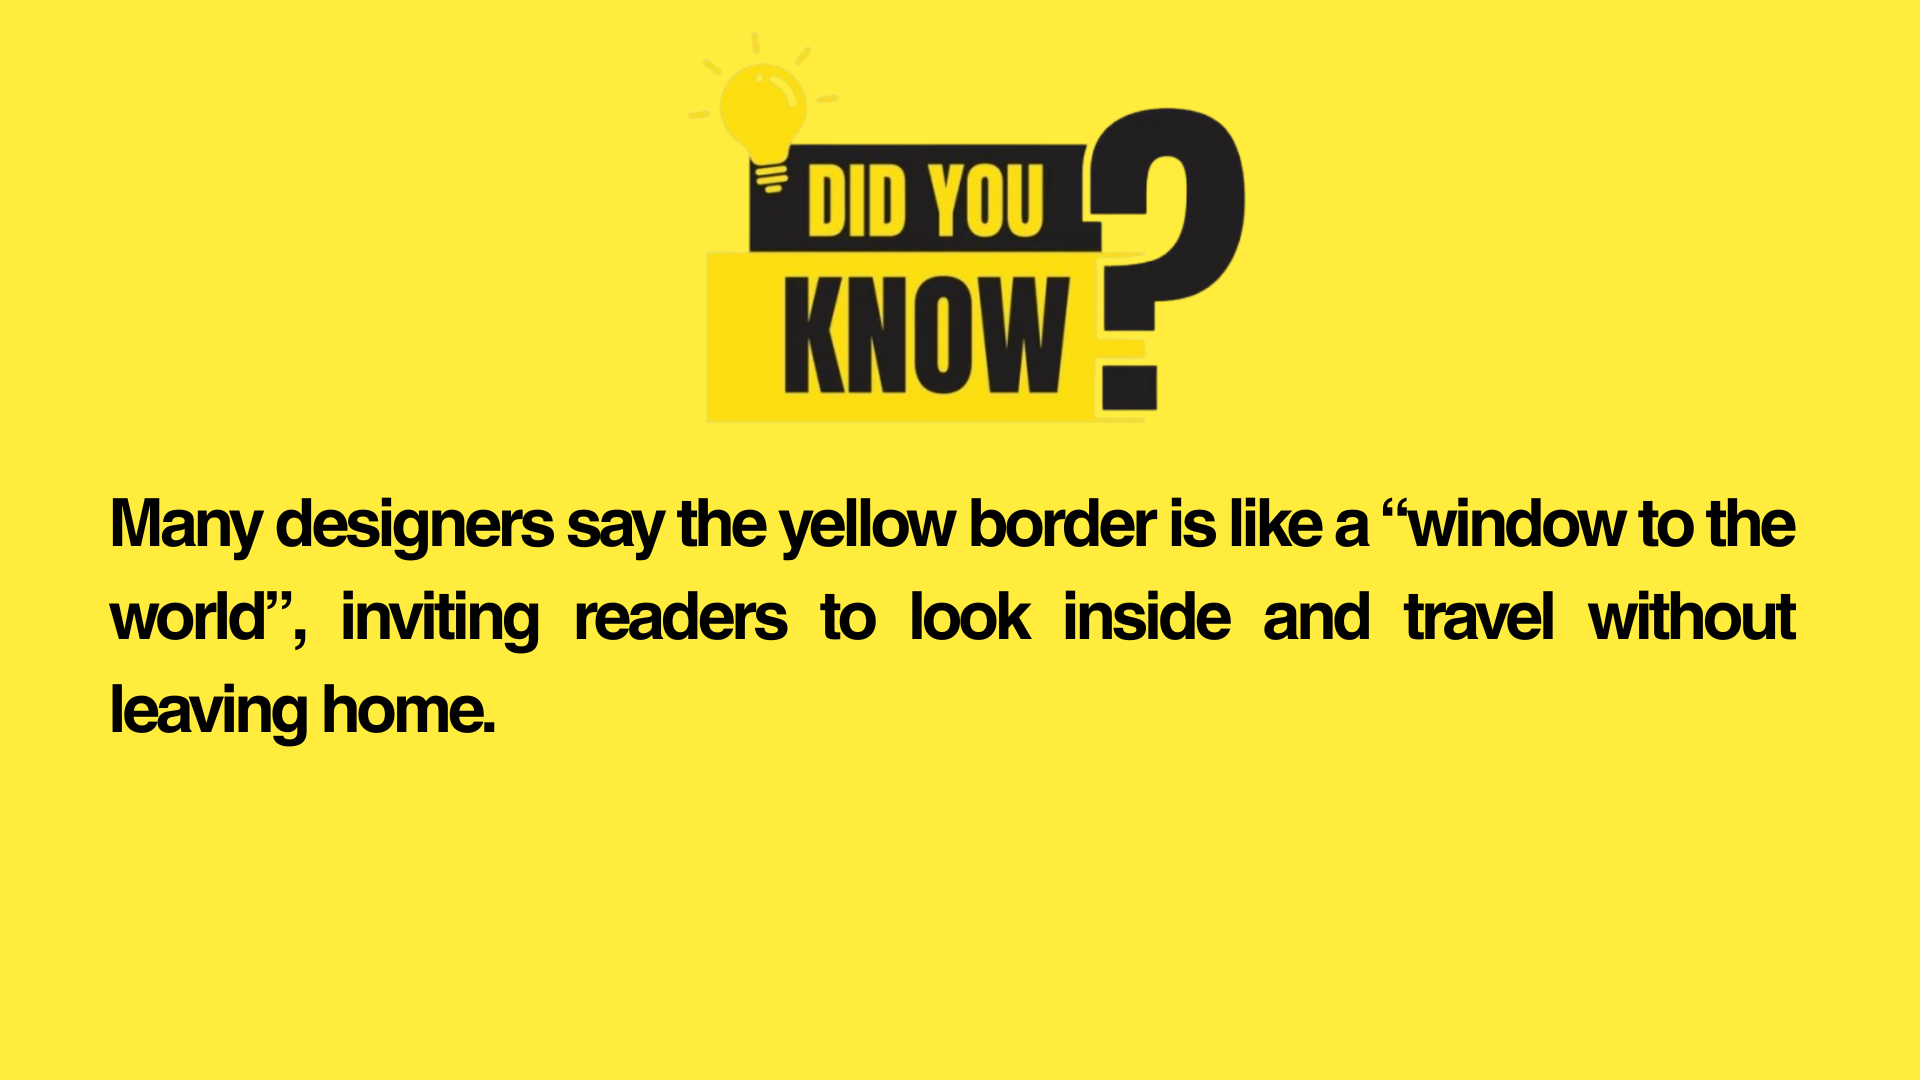 DID YOU
KNOW?
Many designers say the yellow border is like a “window to the
world”, inviting readers to look inside and travel without
leaving home.